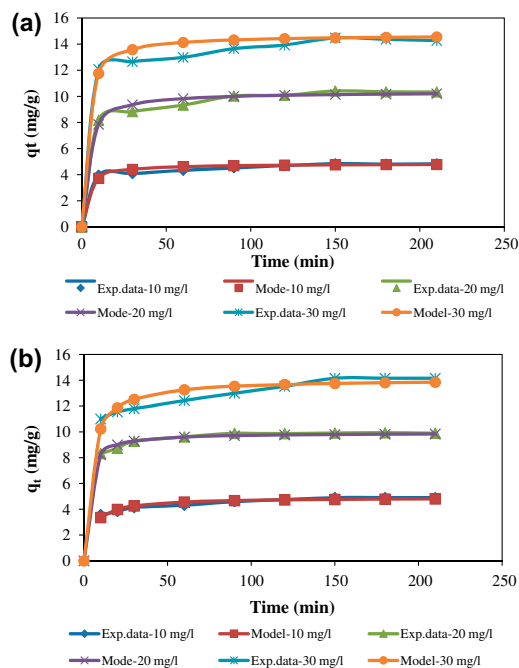 (a)
16
14
12
10
8
6
4
2
0
qt (mg/g)
0 50 100 150 200 250
Time (min)
Exp.data-10 mg/l Mode-10 mg/l Exp.data-20 mg/l
Mode-20 mg/l Exp.data-30 mg/l Model-30 mg/l
(b)
16
14
12
10
8
6
4
2
0
qt (mg/g)
0 50 100 150 200 250
Time (min)
Exp.data-10 mg/l Model-10 mg/l Exp.data-20 mg/l
Mode-20 mg/l Exp.data-30 mg/l Model-30 mg/l